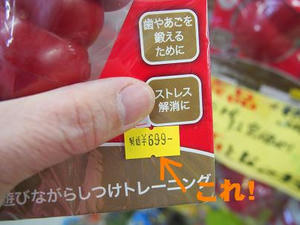 歯やあごを
鍛える
ために
ストレス
解消に
¥699-
これ!
遊びながらしつけトレーニング